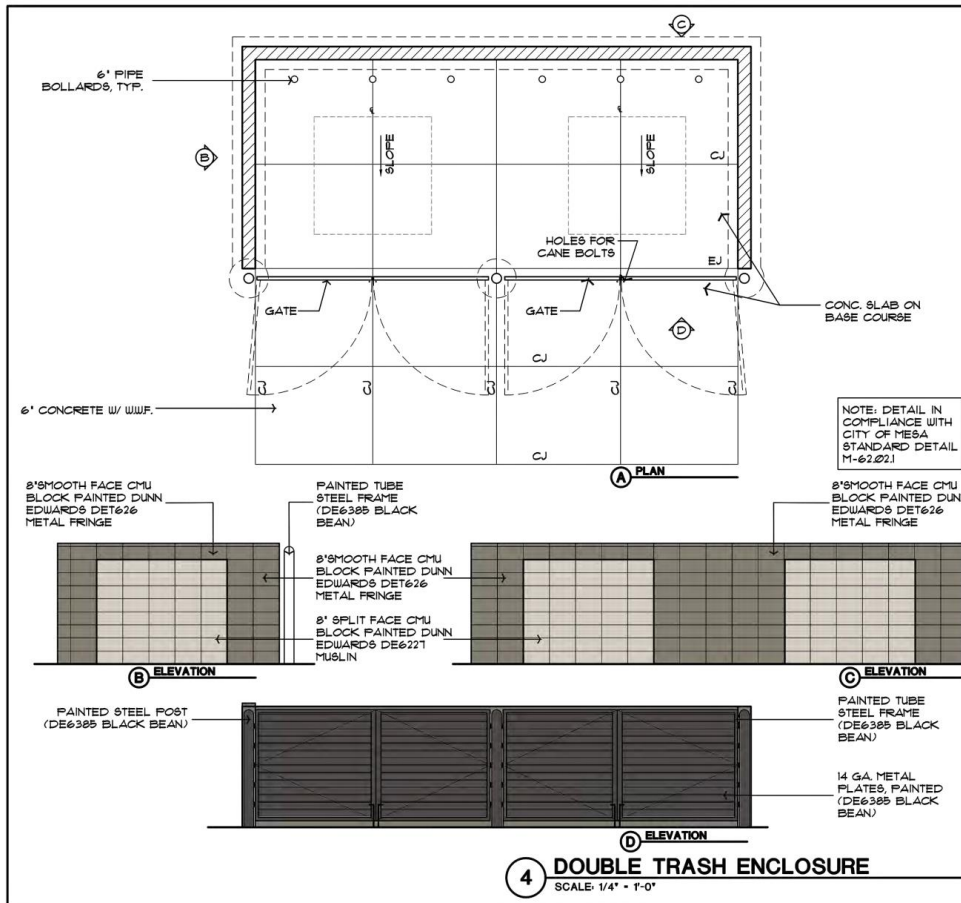 C
6" PIPE
BOLLARDS, TYP.
B
SLOPE
SLOPE
CJ
HOLES FOR
CANE BOLTS
EJ
GATE
GATE
D
CONC. SLAB ON
BASE COURSE
CJ
CJ
CJ
CJ
CJ
CJ
6" CONCRETE W/ W.W.F.
CJ
A PLAN
NOTE: DETAIL IN
COMPLIANCE WITH
CITY OF MESA
STANDARD DETAIL
M-62.02.1
8"SMOOTH FACE CMU
BLOCK PAINTED DUNN
EDWARDS DET626
METAL FRINGE
PAINTED TUBE
STEEL FRAME
(DE6385 BLACK
BEAN)
8"SMOOTH FACE CMU
BLOCK PAINTED DUNN
EDWARDS DET626
METAL FRINGE
8"SMOOTH FACE CMU
BLOCK PAINTED DUNN
EDWARDS DET626
METAL FRINGE
8" SPLIT FACE CMU
BLOCK PAINTED DUNN
EDWARDS DE6227
MUSLIN
B ELEVATION
C ELEVATION
PAINTED STEEL POST
(DE6385 BLACK BEAN)
PAINTED TUBE
STEEL FRAME
(DE6385 BLACK
BEAN)
14 GA. METAL
PLATES, PAINTED
(DE6385 BLACK
BEAN)
D ELEVATION
4 DOUBLE TRASH ENCLOSURE
SCALE: 1/4" = 1'-0"